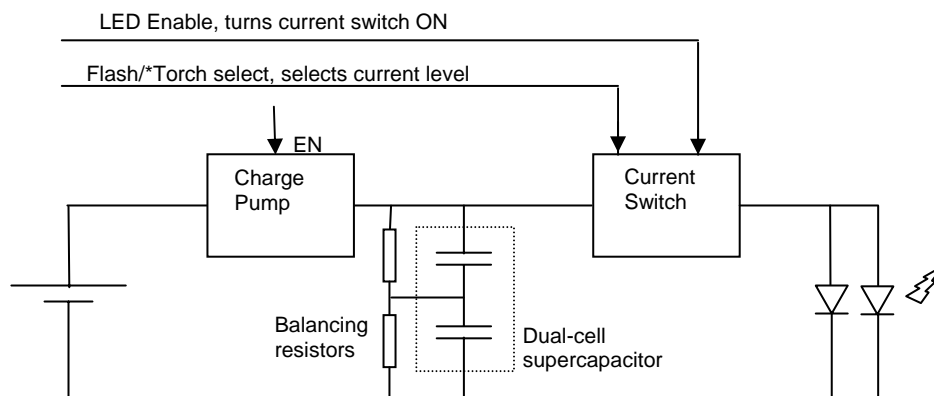 LED Enable, turns current switch ON
Flash/*Torch select, selects current level
EN
Charge
Pump
Current
Switch
Balancing
resistors
Dual-cell
supercapacitor